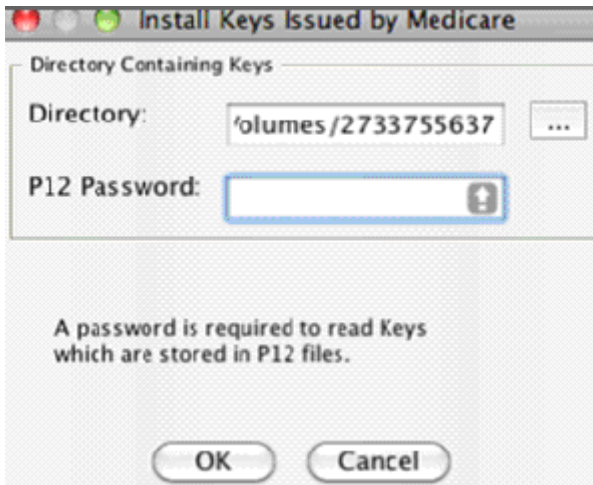 Install Keys Issued by Medicare
Directory Containing Keys
Directory:
olumes/2733755637
...
P12 Password:
A password is required to read Keys
which are stored in P12 files.
OK
Cancel